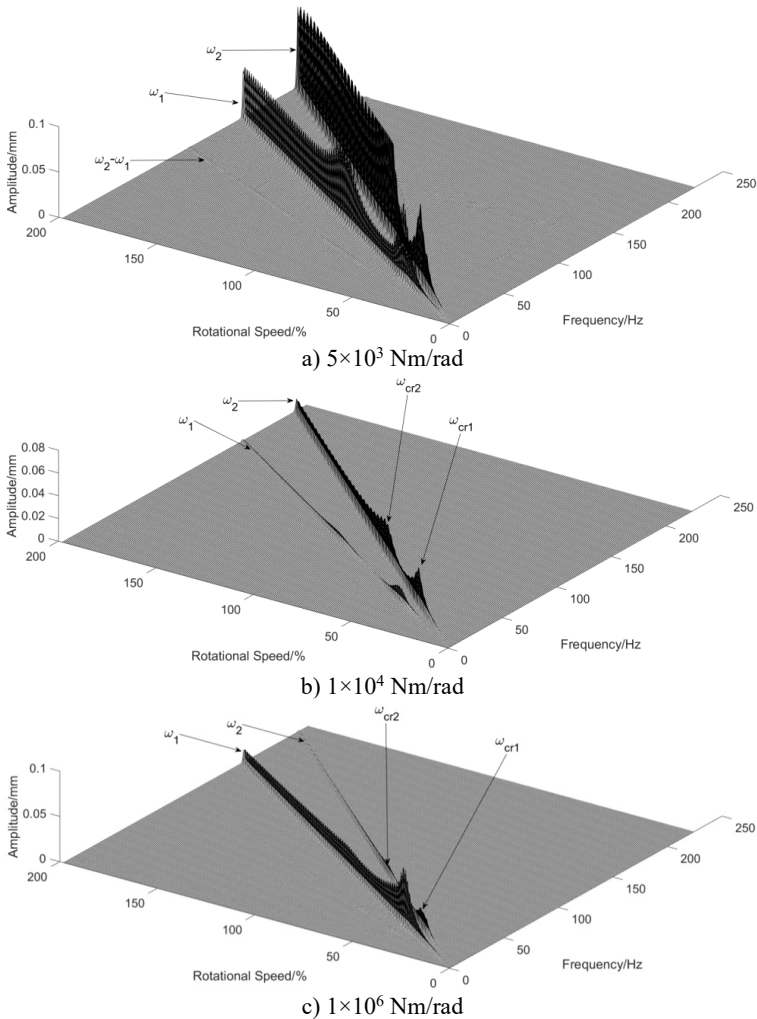 ω₂
ω₁
ω₂-ω₁
Amplitude/mm
0.1
0.05
0
200
150
100
50
0
Rotational Speed/%
0
50
100
150
200
250
Frequency/Hz
a) 5×10³ Nm/rad
ω_cr2
ω₂
ω₁
ω_cr1
Amplitude/mm
0.08
0.06
0.04
0.02
0
200
150
100
50
0
Rotational Speed/%
0
50
100
150
200
250
Frequency/Hz
b) 1×10⁴ Nm/rad
ω_cr2
ω₂
ω₁
ω_cr1
Amplitude/mm
0.1
0.05
0
200
150
100
50
0
Rotational Speed/%
0
50
100
150
200
250
Frequency/Hz
c) 1×10⁶ Nm/rad